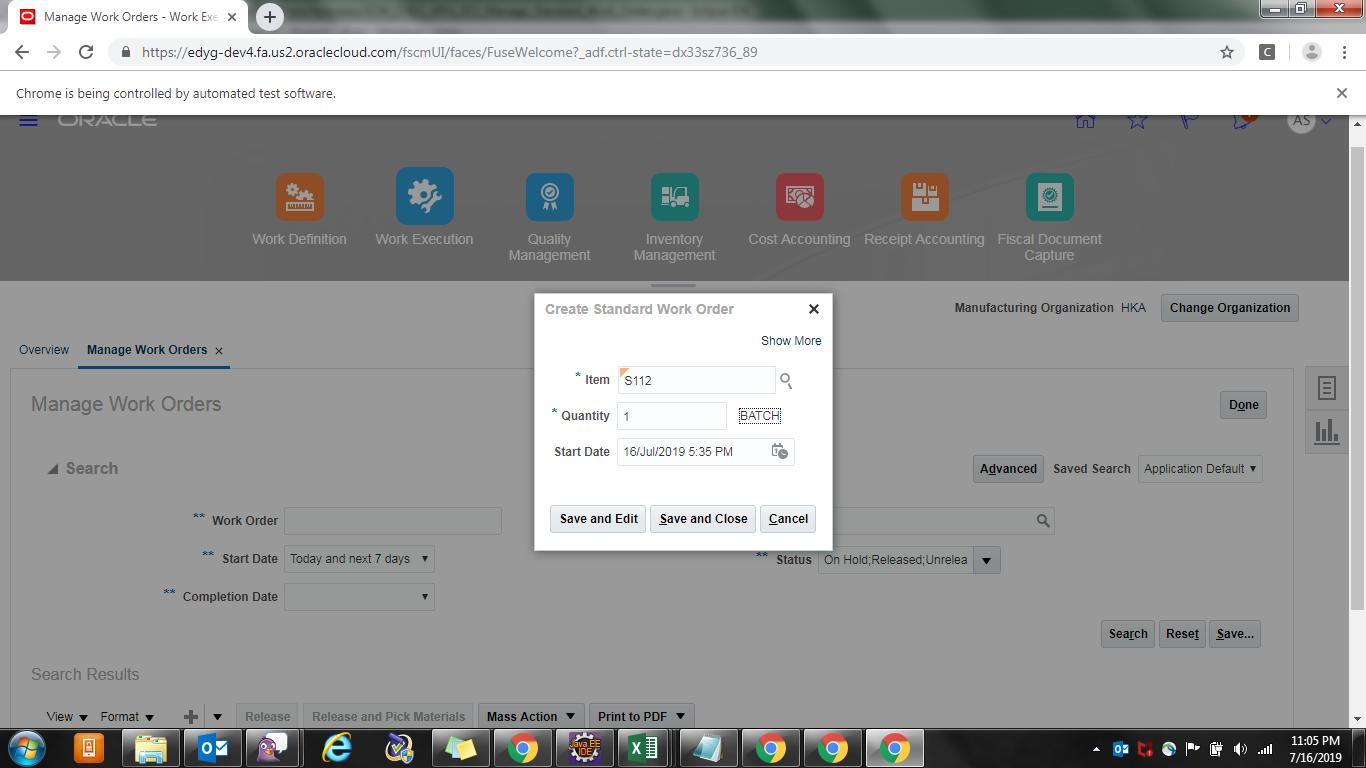 Manage Work Orders - Work Exe
https://edyg-dev4.fa.us2.oraclecloud.com/fscmUI/faces/FuseWelcome?_adf.ctrl-state=dx33sz736_89
C
Chrome is being controlled by automated test software.
ORACLE
AS
Work Definition
Work Execution
Quality Management
Inventory Management
Cost Accounting
Receipt Accounting
Fiscal Document Capture
Manufacturing Organization HKA Change Organization
Overview Manage Work Orders
Create Standard Work Order
Show More
* Item S112
* Quantity 1 BATCH
Start Date 16/Jul/2019 5:35 PM
Save and Edit Save and Close Cancel
Manage Work Orders
Done
Search
Advanced Saved Search Application Default
** Work Order
** Start Date Today and next 7 days
** Status On Hold;Released;Unrelea
** Completion Date
Search Reset Save...
Search Results
View Format Release Release and Pick Materials Mass Action Print to PDF
Java EE
IDE
11:05 PM
7/16/2019